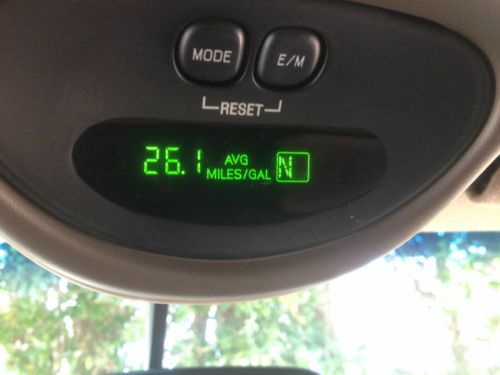 MODE E/M
RESET
26.1 AVG MILES/GAL N